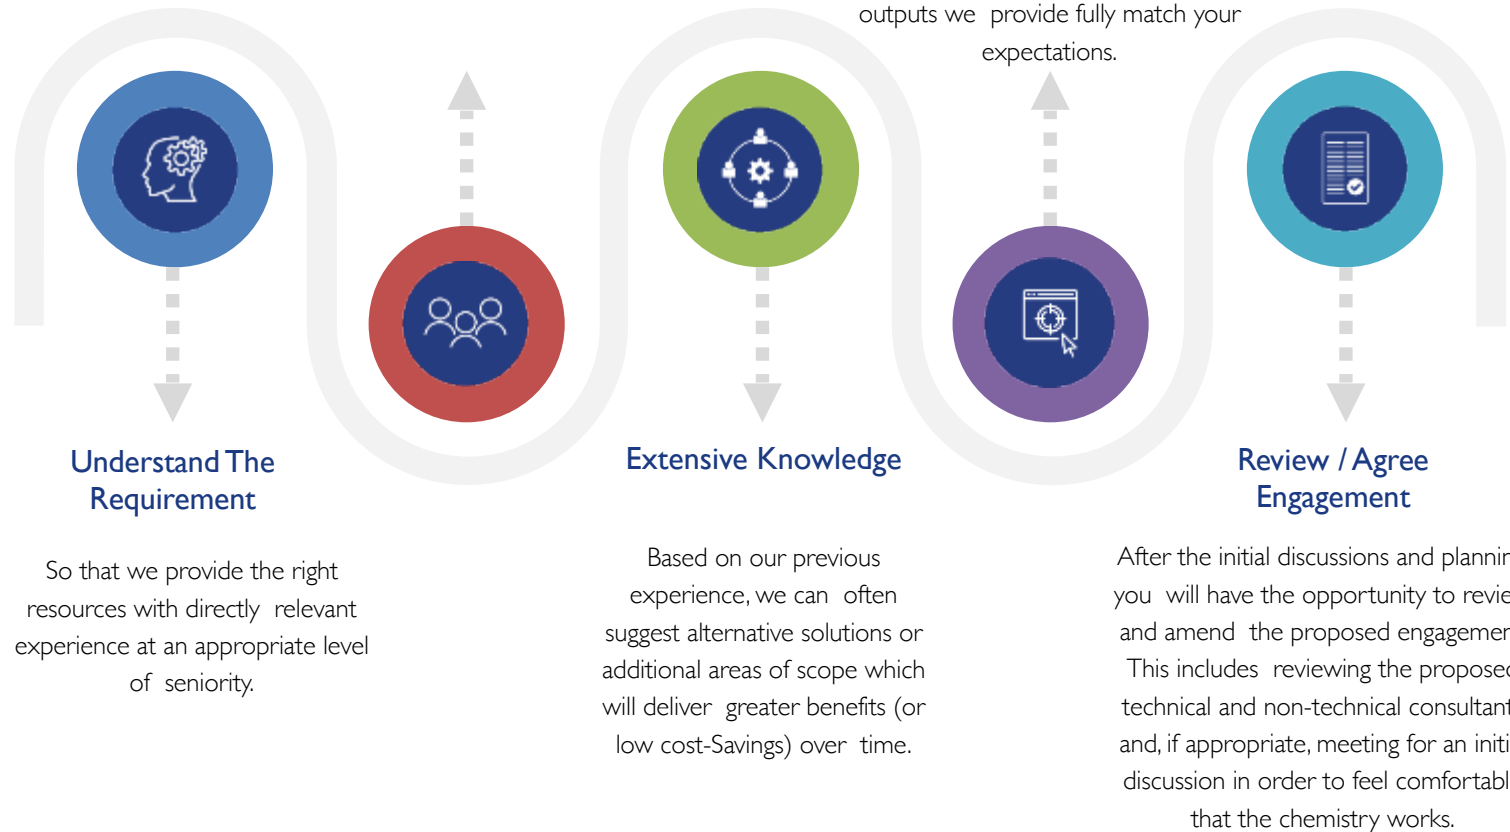 outputs we provide fully match your
expectations.
Understand The
Requirement
So that we provide the right
resources with directly relevant
experience at an appropriate level
of seniority.
Extensive Knowledge
Based on our previous
experience, we can often
suggest alternative solutions or
additional areas of scope which
will deliver greater benefits (or
low cost-Savings) over time.
Review / Agree
Engagement
After the initial discussions and plannin
you will have the opportunity to revie
and amend the proposed engagemen
This includes reviewing the proposed
technical and non-technical consultant
and, if appropriate, meeting for an initi
discussion in order to feel comfortabl
that the chemistry works.